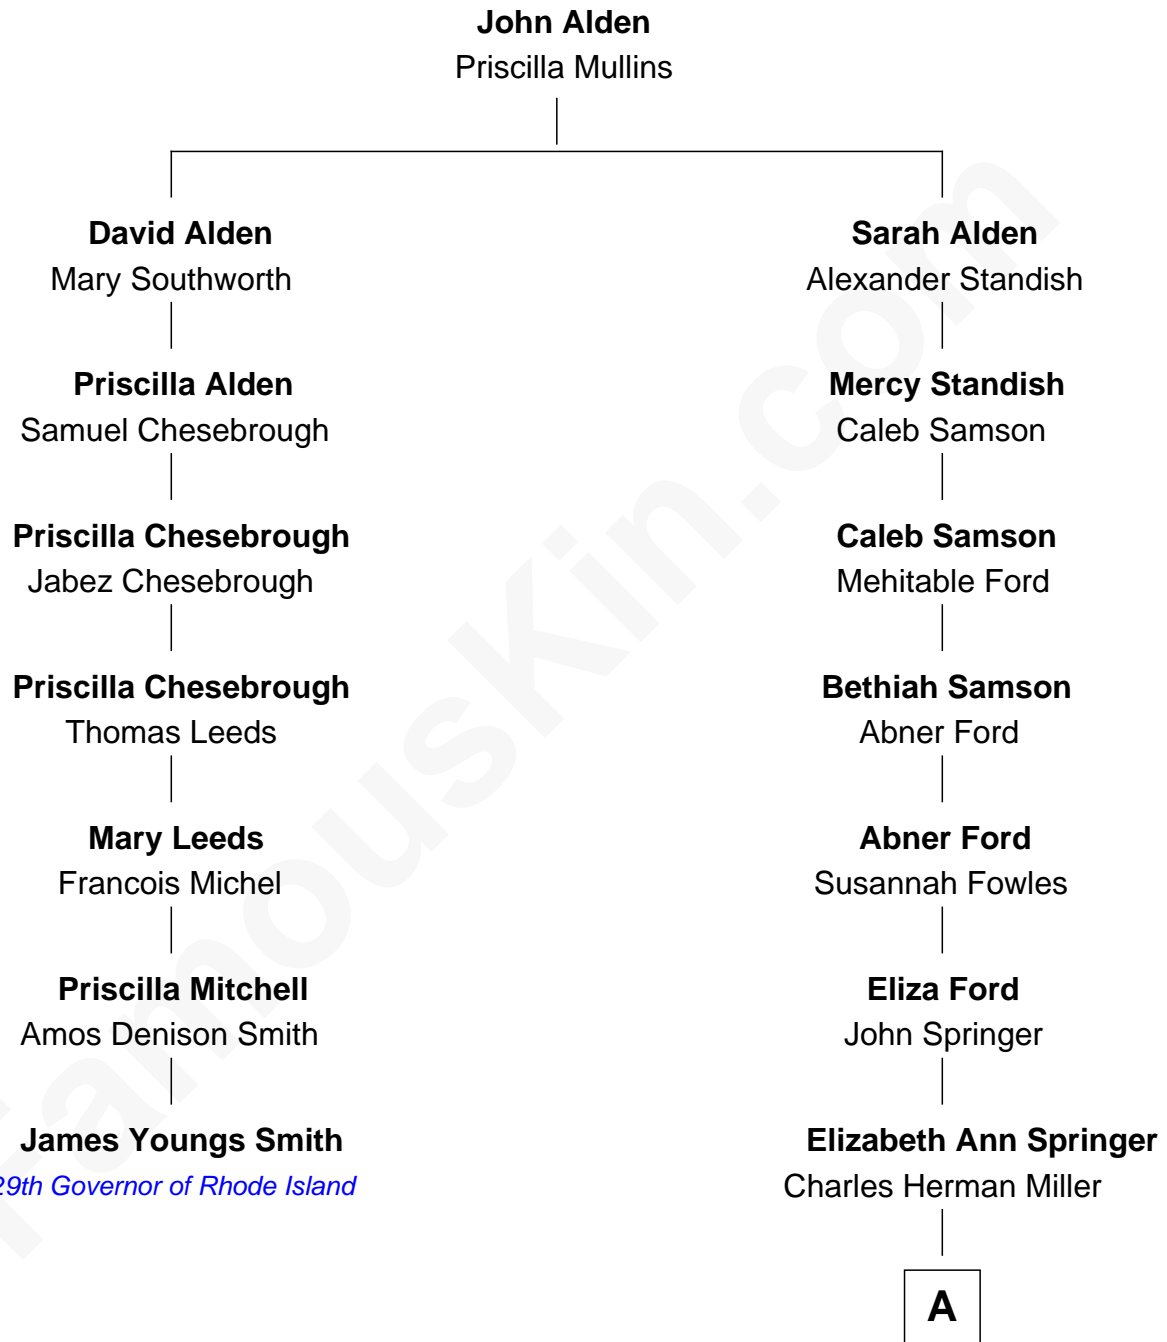 John Alden
Priscilla Mullins
David Alden
Mary Southworth
Sarah Alden
Alexander Standish
Priscilla Alden
Samuel Chesebrough
Mercy Standish
Caleb Samson
Priscilla Chesebrough
Jabez Chesebrough
Caleb Samson
Mehitable Ford
Priscilla Chesebrough
Thomas Leeds
Bethiah Samson
Abner Ford
Mary Leeds
Francois Michel
Abner Ford
Susannah Fowles
Priscilla Mitchell
Amos Denison Smith
Eliza Ford
John Springer
James Youngs Smith
29th Governor of Rhode Island
Elizabeth Ann Springer
Charles Herman Miller
A
FamousKin.com